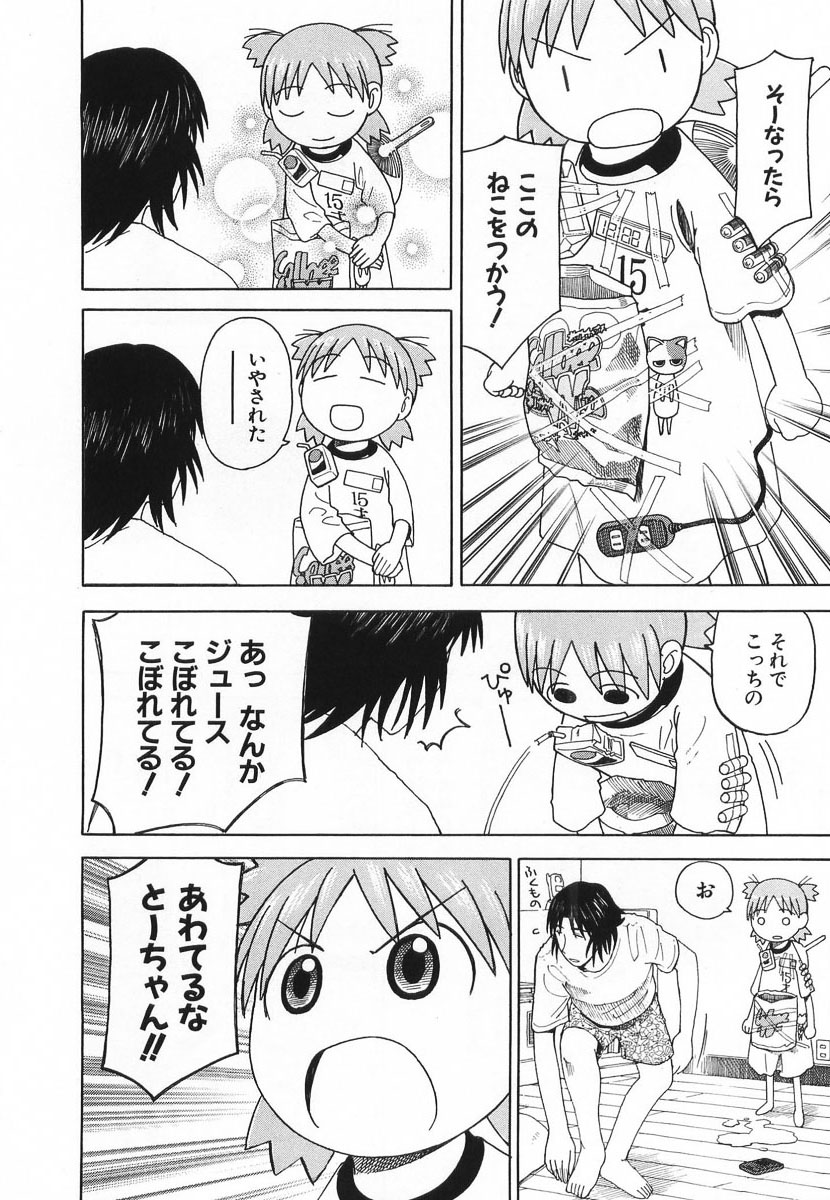 そーなったら
ここの
ねこをつかう!
15
15
才
いやされたーー
15
才
それで
こっちの
ぴゅー
あっ なんか
ジュース
こぼれてる!
こぼれてる!
お
ふくもの
15
あわてるな
とーちゃん!!